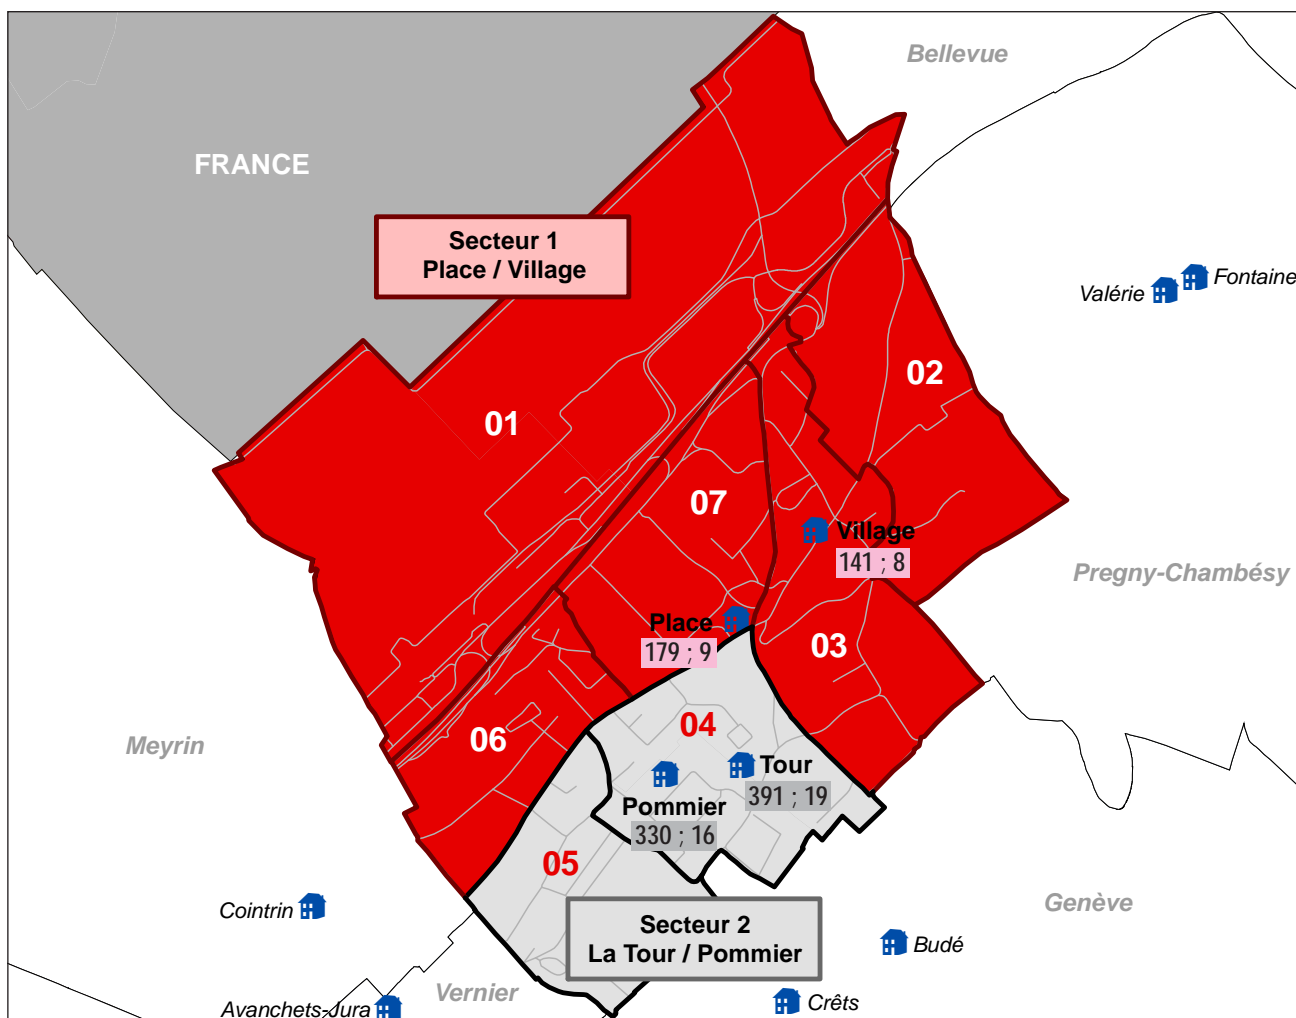 Bellevue
FRANCE
Secteur 1
Place / Village
Valérie
Fontaine
02
01
07
Village
141 ; 8
Pregny-Chambésy
Place
179 ; 9
03
04
06
Meyrin
Tour
391 ; 19
Pommier
330 ; 16
05
Cointrin
Genève
Secteur 2
La Tour / Pommier
Budé
Vernier
Avanchets-Jura
Crêts